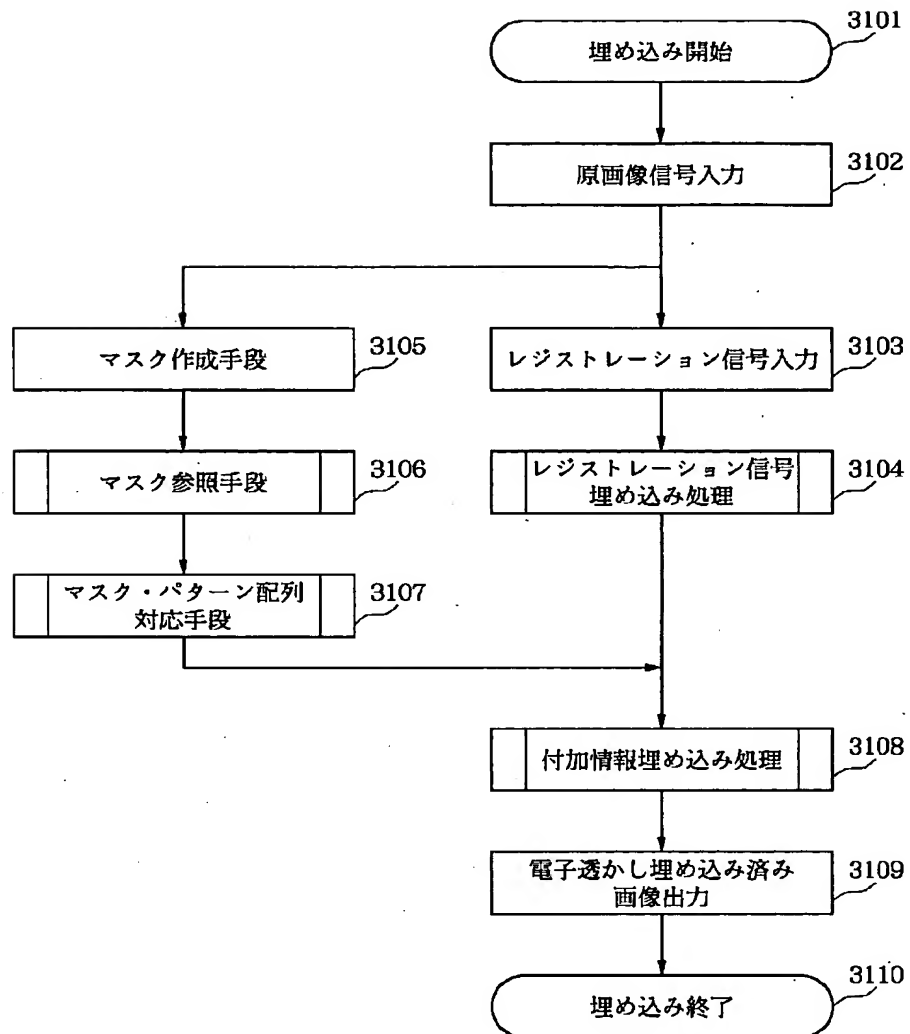 3101
埋め込み開始
3102
原画像信号入力
3105
マスク作成手段
3103
レジストレーション信号入力
3106
マスク参照手段
3104
レジストレーション信号
埋め込み処理
3107
マスク・パターン配列
対応手段
3108
付加情報埋め込み処理
3109
電子透かし埋め込み済み
画像出力
3110
埋め込み終了